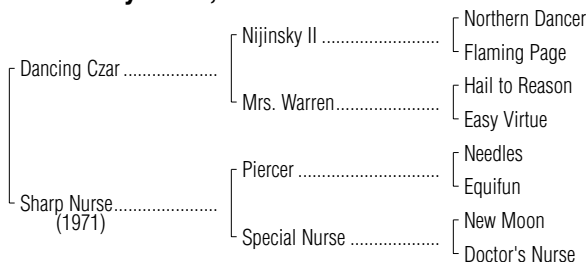 Northern Dancer
Nijinsky II
Flaming Page
Dancing Czar
Hail to Reason
Mrs. Warren
Easy Virtue
Needles
Piercer
Equifun
Sharp Nurse
(1971)
New Moon
Special Nurse
Doctor's Nurse